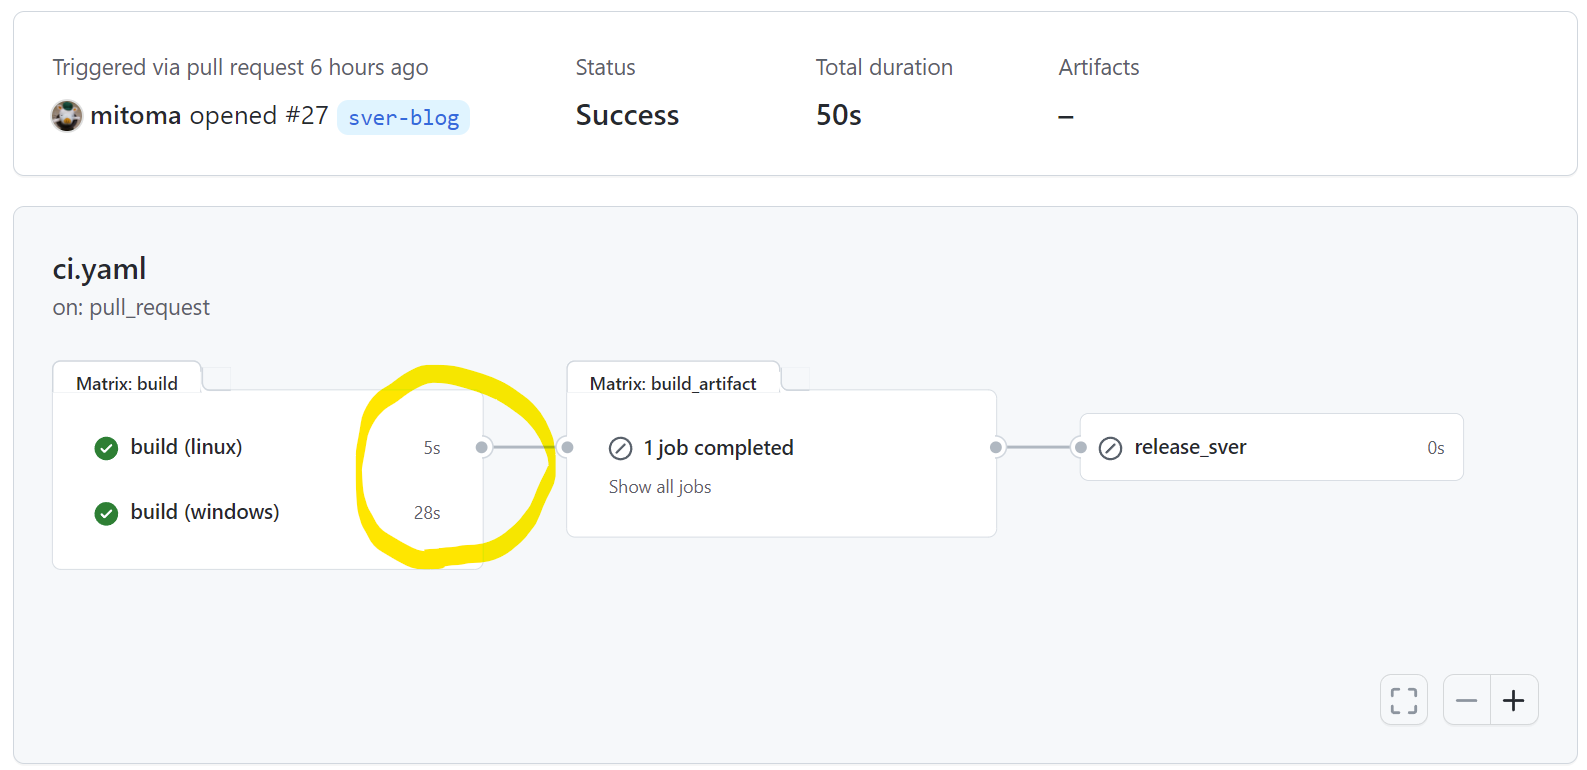 Triggered via pull request 6 hours ago
mitoma opened #27 sver-blog
Status
Success
Total duration
50s
Artifacts
–
ci.yaml
on: pull_request
Matrix: build
build (linux) 5s
build (windows) 28s
Matrix: build_artifact
1 job completed
Show all jobs
release_sver 0s